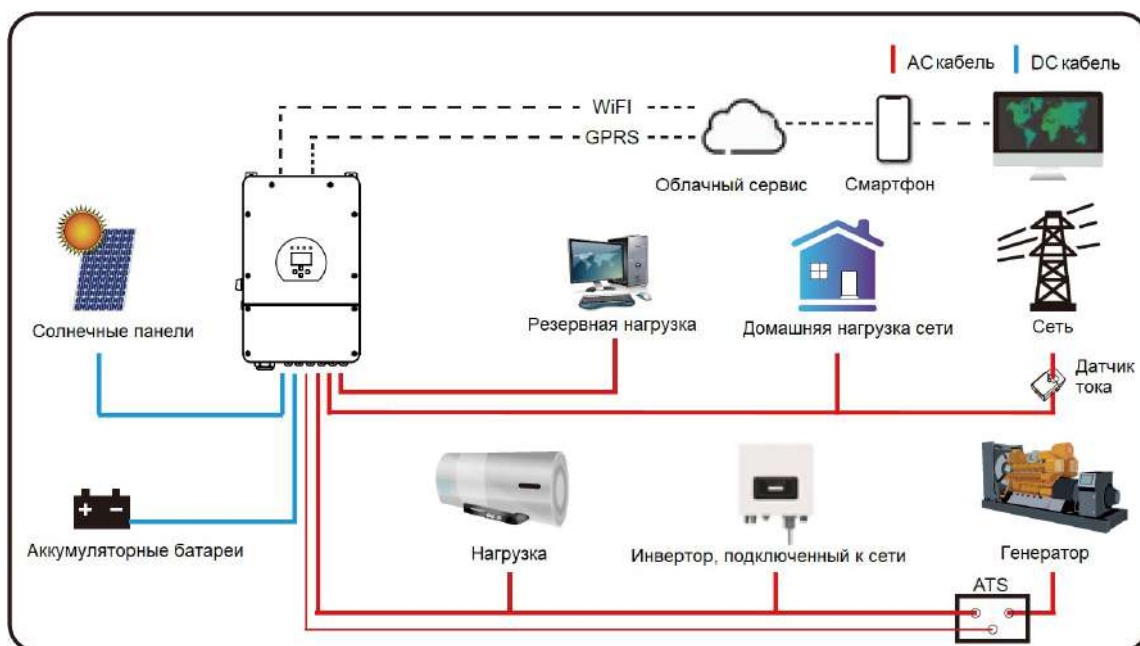 AC кабель
DC кабель
WiFI
GPRS
Облачный сервис
Смартфон
Солнечные панели
Резервная нагрузка
Домашняя нагрузка сети
Сеть
Датчик
тока
Аккумуляторные батареи
Нагрузка
Инвертор, подключенный к сети
Генератор
ATS